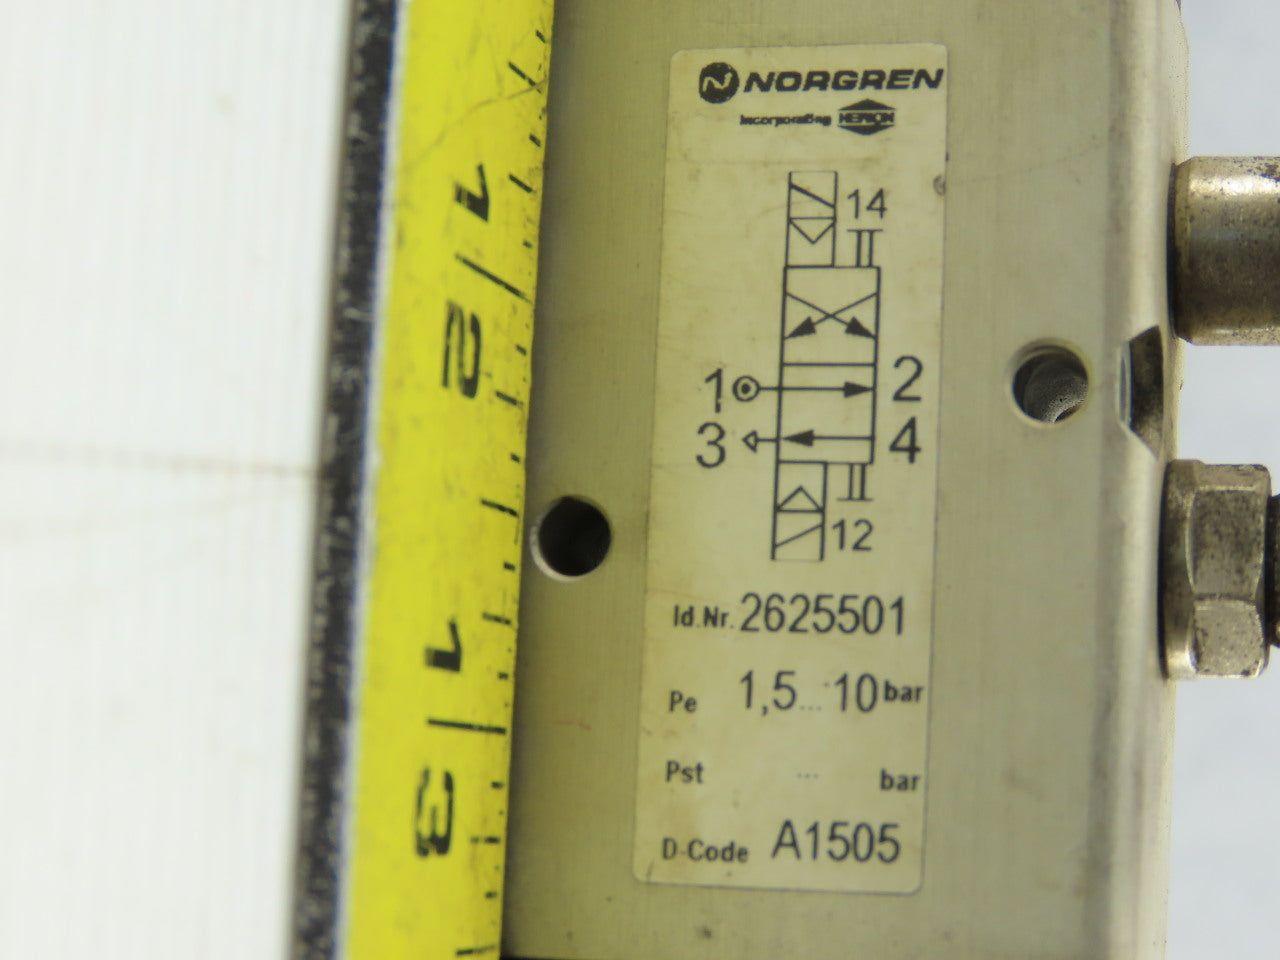 NORGREN
Incorporating HERION
14
1 2
3 4
12
Id.Nr. 2625501
Pe 1,5...10 bar
Pst ... bar
D-Code A1505
1/2
1/3